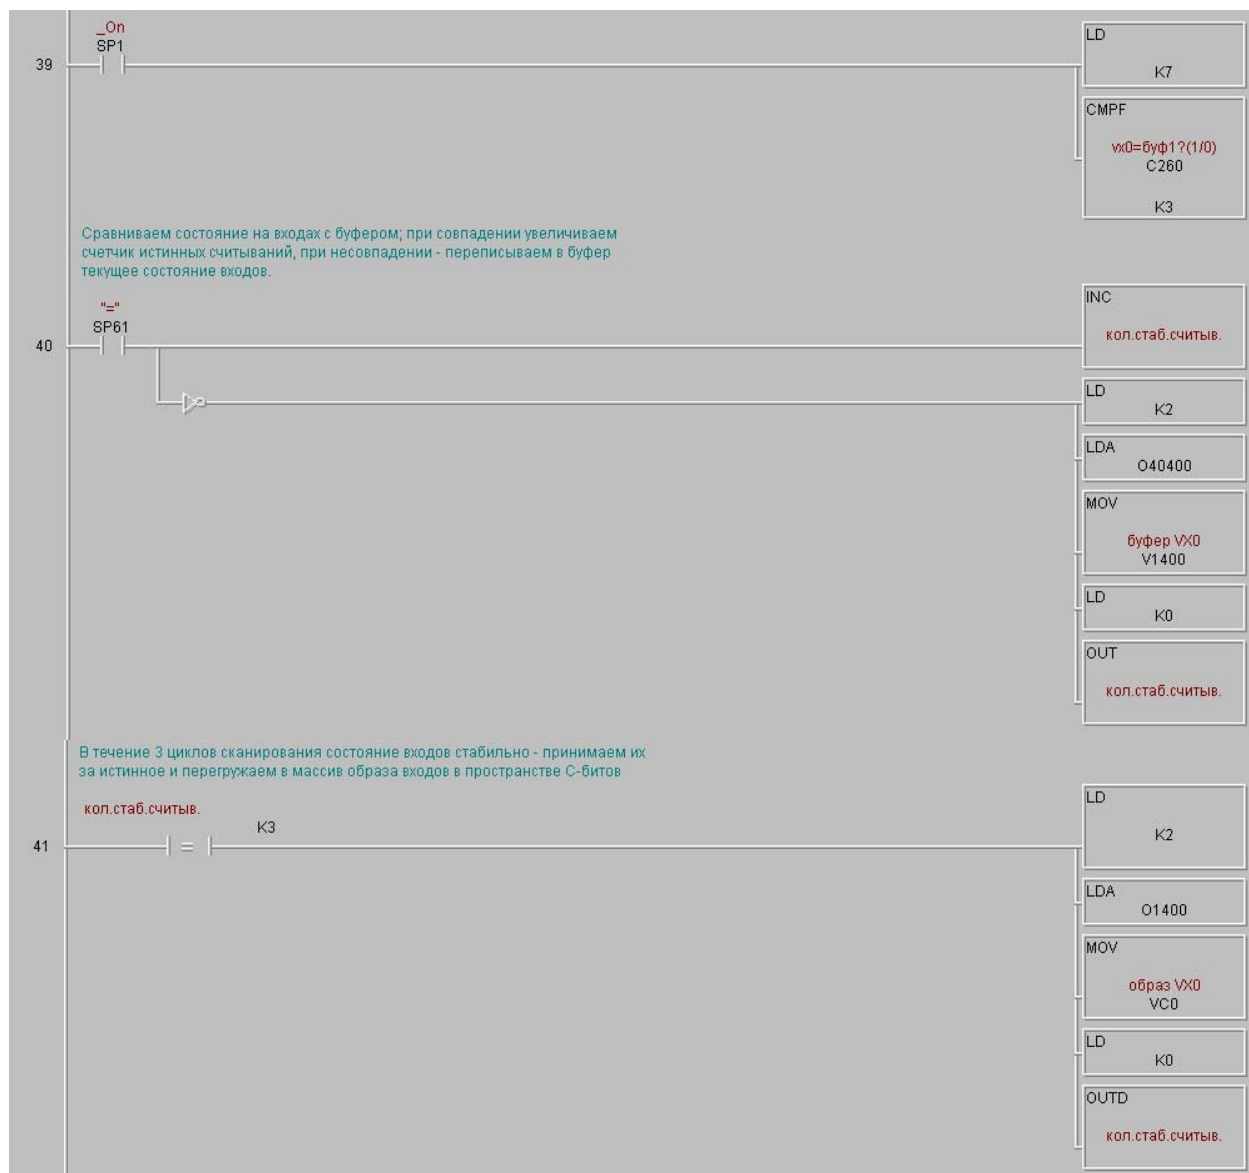 _On
SP1
39
LD
K7
CMPF
vx0=буф1?(1/0)
C260
K3
Сравниваем состояние на входах с буфером; при совпадении увеличиваем
счетчик истинных считываний, при несовпадении - переписываем в буфер
текущее состояние входов.
"="
SP61
40
INC
кол.стаб.считыв.
LD
K2
LDA
O40400
MOV
буфер VX0
V1400
LD
K0
OUT
кол.стаб.считыв.
В течение 3 циклов сканирования состояние входов стабильно - принимаем их
за истинное и перегружаем в массив образа входов в пространстве С-битов
кол.стаб.считыв.
K3
41
=
LD
K2
LDA
O1400
MOV
образ VX0
VC0
LD
K0
OUTD
кол.стаб.считыв.